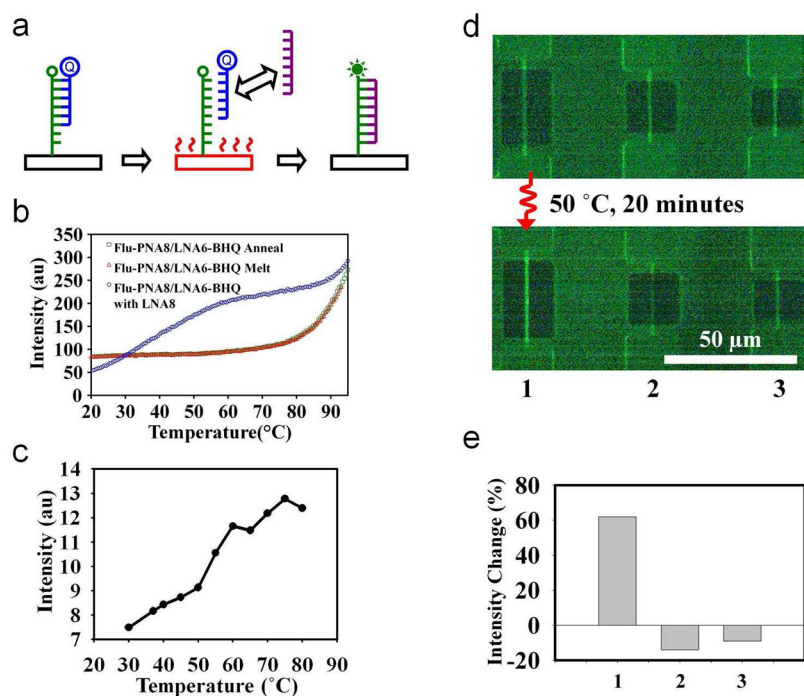 a
Q
Q
b
350
300
250
200
150
100
50
0
Flu-PNA8/LNA6-BHQ Anneal
Flu-PNA8/LNA6-BHQ Melt
Flu-PNA8/LNA6-BHQ
with LNA8
Intensity (au)
20 30 40 50 60 70 80 90
Temperature(°C)
c
14
13
12
11
10
9
8
7
Intensity (au)
20 30 40 50 60 70 80 90
Temperature (˚C)
d
50 ˚C, 20 minutes
50 µm
1 2 3
e
80
60
40
20
0
-20
Intensity Change (%)
1 2 3